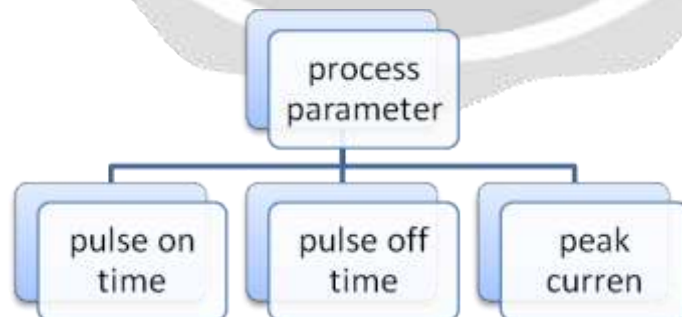 process
parameter
pulse on
time
pulse off
time
peak
curren